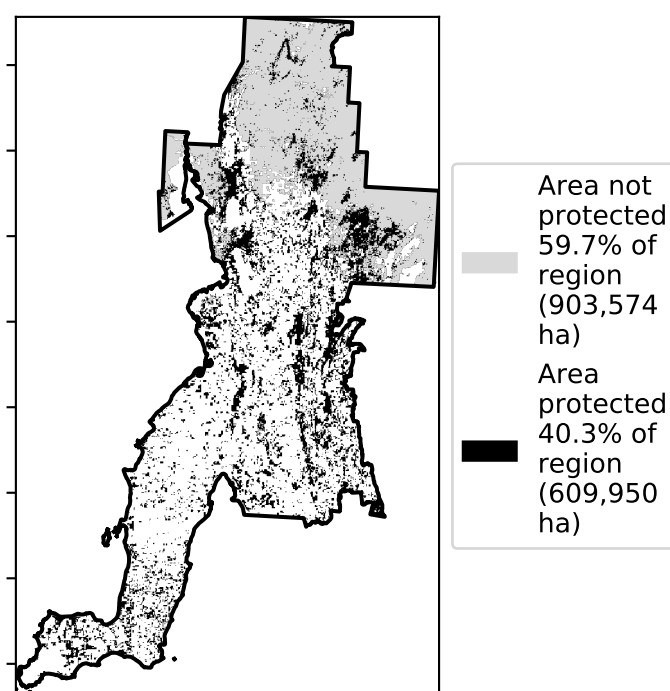 Area not
protected
59.7% of
region
(903,574
ha)
Area
protected
40.3% of
region
(609,950
ha)